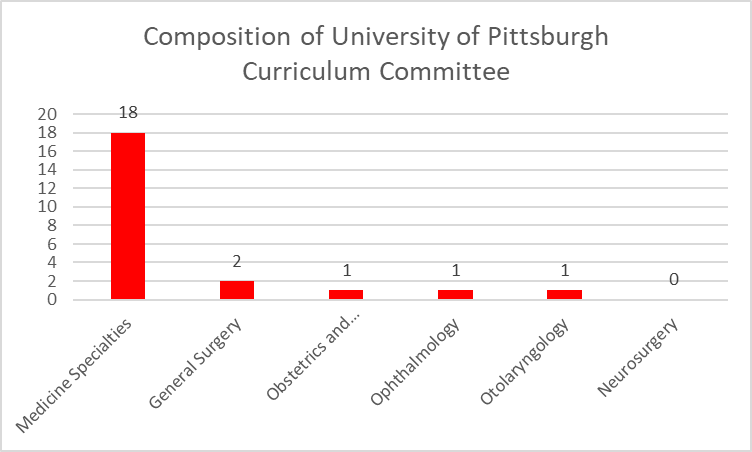 Composition of University of Pittsburgh
Curriculum Committee
20
18
16
14
12
10
8
6
4
2
0
18
2
1
1
1
0
Medicine Specialties
General Surgery
Obstetrics and...
Ophthalmology
Otolaryngology
Neurosurgery